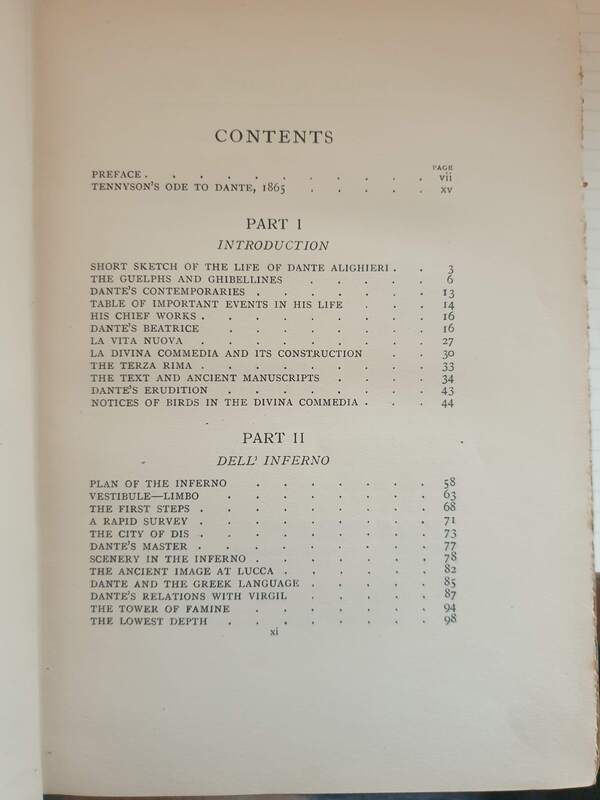 CONTENTS
PAGE
PREFACE . . . . . . . . . . . vii
TENNYSON'S ODE TO DANTE, 1865 . . . . . xv
PART I
INTRODUCTION
SHORT SKETCH OF THE LIFE OF DANTE ALIGHIERI . . 3
THE GUELPHS AND GHIBELLINES . . . . . 6
DANTE'S CONTEMPORARIES . . . . . . . 13
TABLE OF IMPORTANT EVENTS IN HIS LIFE . . . 14
HIS CHIEF WORKS . . . . . . . . . 16
DANTE'S BEATRICE . . . . . . . . 16
LA VITA NUOVA . . . . . . . . . 27
LA DIVINA COMMEDIA AND ITS CONSTRUCTION . . 30
THE TERZA RIMA . . . . . . . . . 33
THE TEXT AND ANCIENT MANUSCRIPTS . . . . 34
DANTE'S ERUDITION . . . . . . . . 43
NOTICES OF BIRDS IN THE DIVINA COMMEDIA . . . 44
PART II
DELL' INFERNO
PLAN OF THE INFERNO . . . . . . . 58
VESTIBULE—LIMBO . . . . . . . . 63
THE FIRST STEPS . . . . . . . . . 68
A RAPID SURVEY . . . . . . . . . 71
THE CITY OF DIS . . . . . . . . . 73
DANTE'S MASTER . . . . . . . . . 77
SCENERY IN THE INFERNO . . . . . . . 78
THE ANCIENT IMAGE AT LUCCA . . . . . . 82
DANTE AND THE GREEK LANGUAGE . . . . . 85
DANTE'S RELATIONS WITH VIRGIL . . . . . 87
THE TOWER OF FAMINE . . . . . . . 94
THE LOWEST DEPTH . . . . . . . . 98
xi